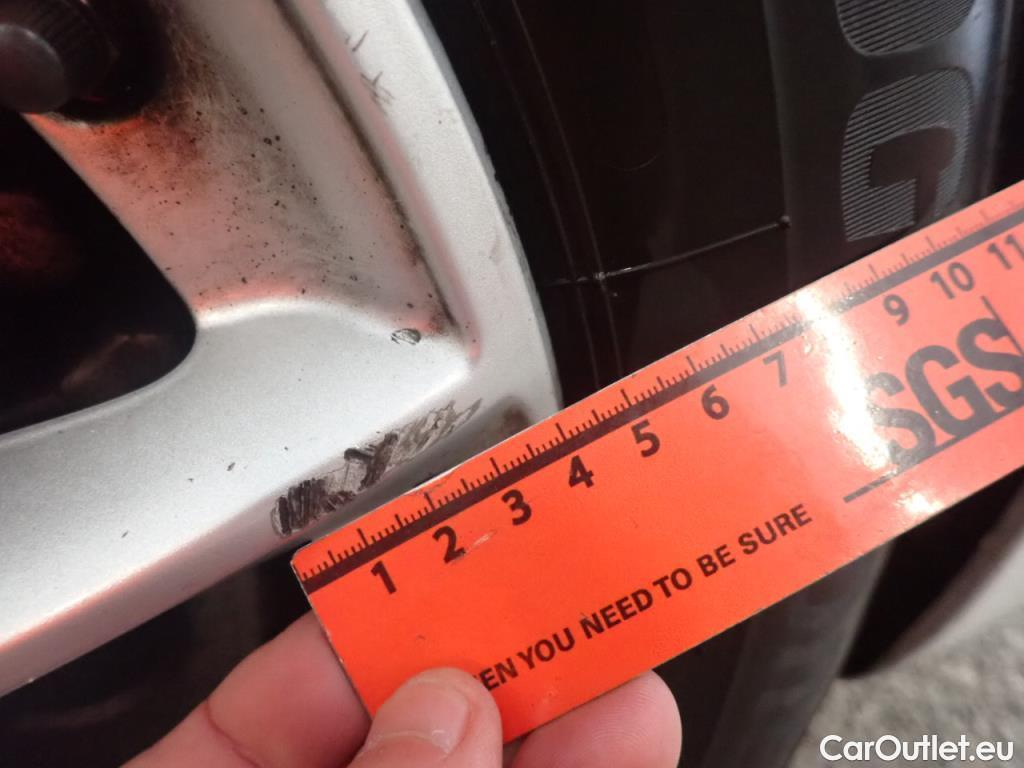 1 2 3 4 5 6 7 9 10 11
SGS
EN YOU NEED TO BE SURE
CarOutlet.eu